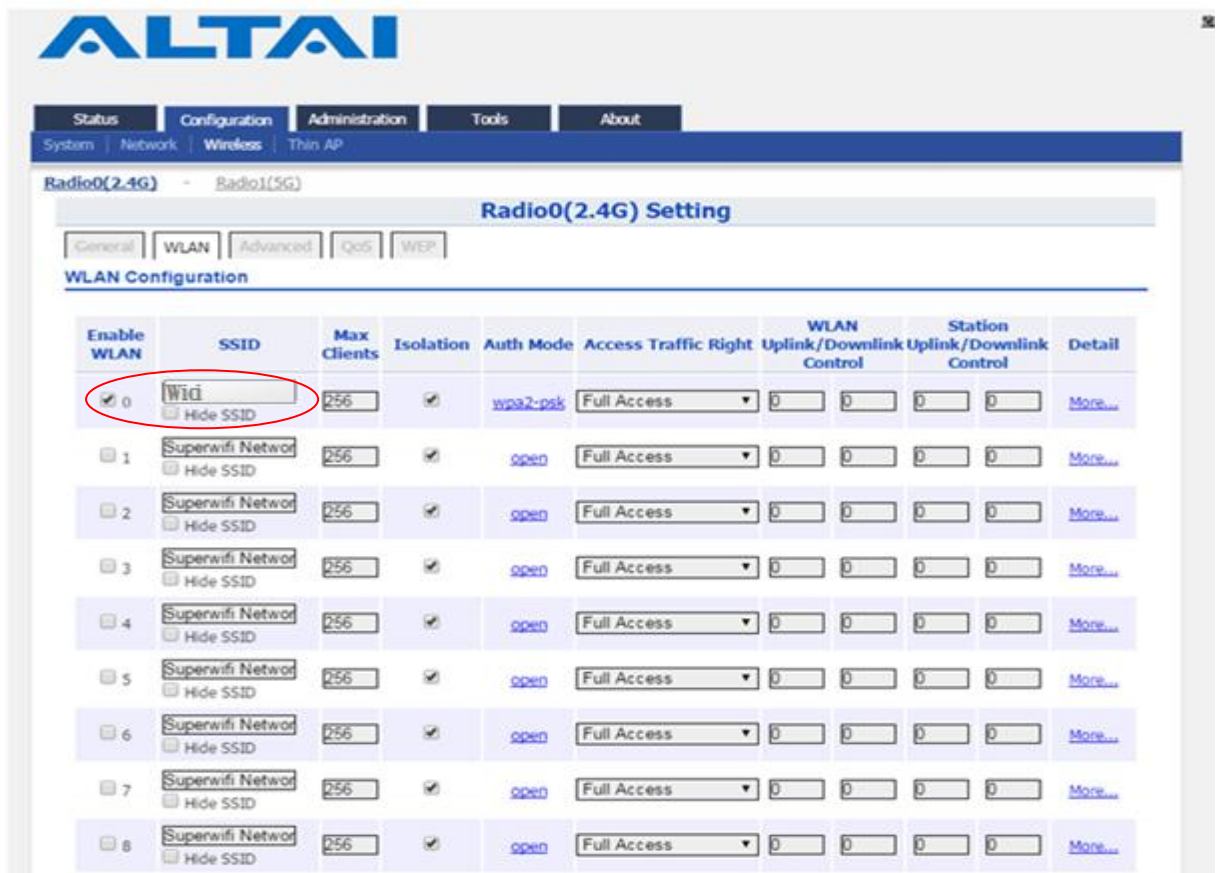 ALTAI
Status Configuration Administration Tools About
System | Network | Wireless | Thin AP
Radio0(2.4G) - Radio1(5G)
Radio0(2.4G) Setting
General WLAN Advanced QoS WEP
WLAN Configuration
Enable WLAN SSID Max Clients Isolation Auth Mode Access Traffic Right WLAN Uplink/Downlink Control Station Uplink/Downlink Control Detail
0 256 wpa2-psk Full Access 0 0 0 0 More...
Hide SSID
1 Superwifi Networ 256 open Full Access 0 0 0 0 More...
Hide SSID
2 Superwifi Networ 256 open Full Access 0 0 0 0 More...
Hide SSID
3 Superwifi Networ 256 open Full Access 0 0 0 0 More...
Hide SSID
4 Superwifi Networ 256 open Full Access 0 0 0 0 More...
Hide SSID
5 Superwifi Networ 256 open Full Access 0 0 0 0 More...
Hide SSID
6 Superwifi Networ 256 open Full Access 0 0 0 0 More...
Hide SSID
7 Superwifi Networ 256 open Full Access 0 0 0 0 More...
Hide SSID
8 Superwifi Networ 256 open Full Access 0 0 0 0 More...
Hide SSID